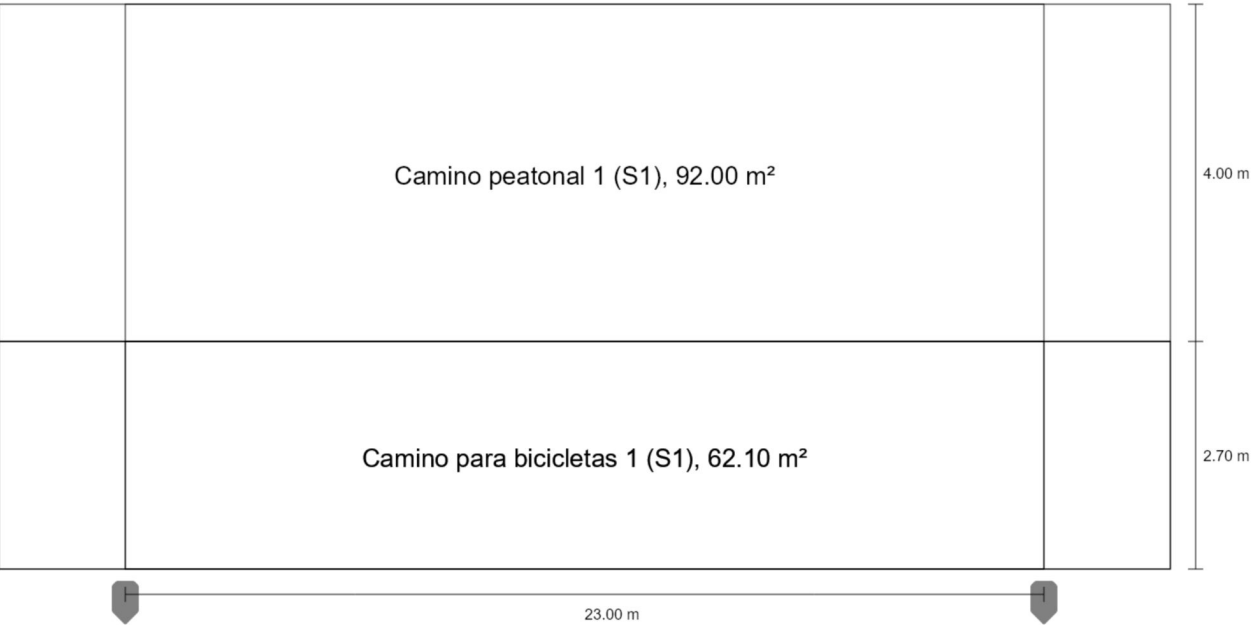 Camino peatonal 1 (S1), 92.00 m²
4.00 m
Camino para bicicletas 1 (S1), 62.10 m²
2.70 m
23.00 m